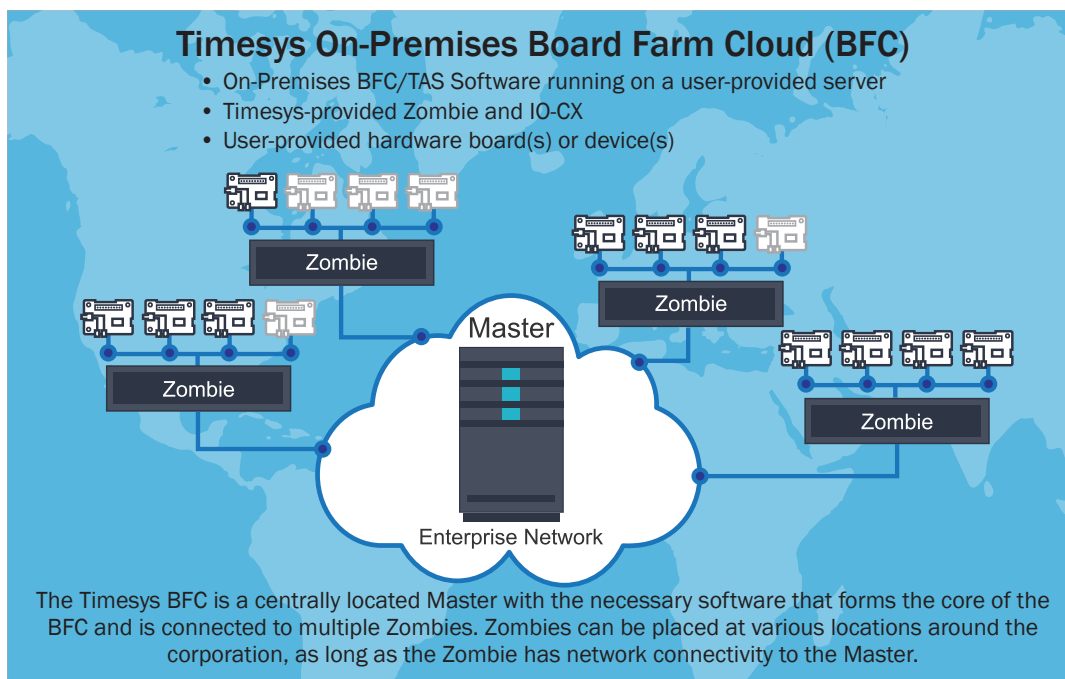 Timesys On-Premises Board Farm Cloud (BFC)
• On-Premises BFC/TAS Software running on a user-provided server
• Timesys-provided Zombie and IO-CX
• User-provided hardware board(s) or device(s)
Zombie
Zombie
Master
Zombie
Zombie
Enterprise Network
The Timesys BFC is a centrally located Master with the necessary software that forms the core of the
BFC and is connected to multiple Zombies. Zombies can be placed at various locations around the
corporation, as long as the Zombie has network connectivity to the Master.